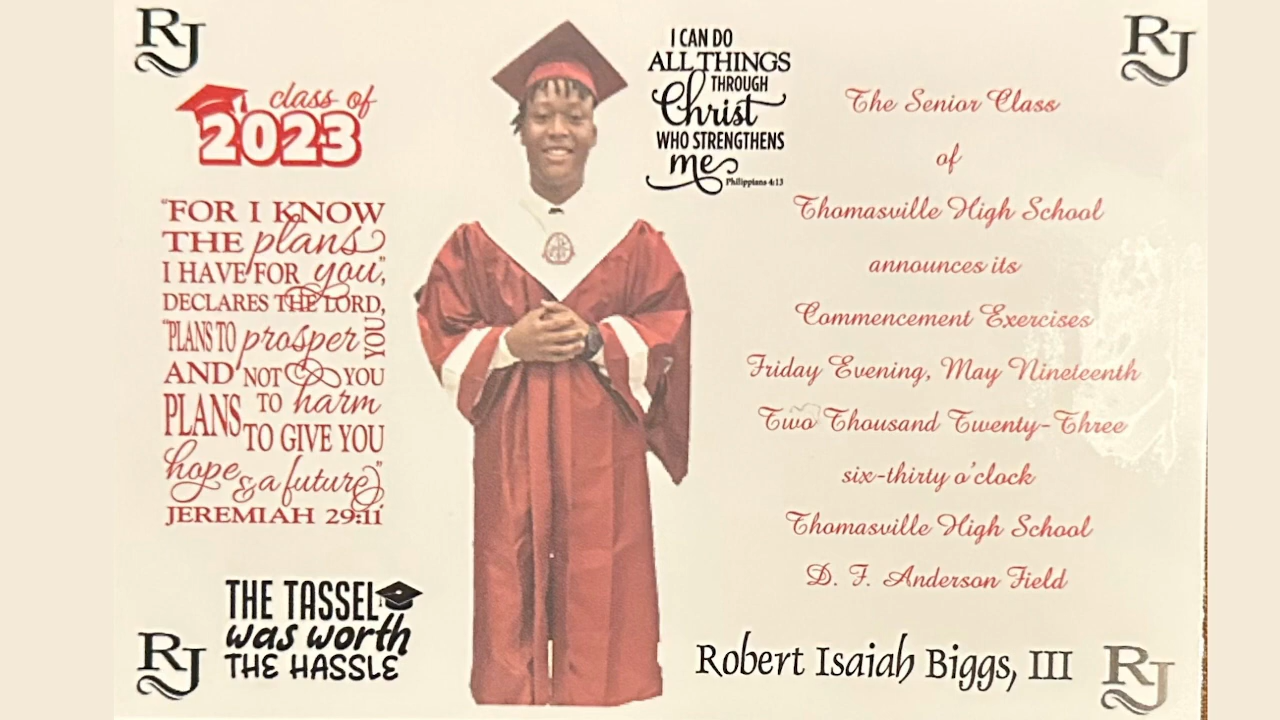 RJ
RJ
class of
2023
"FOR I KNOW
THE plans
I HAVE FOR you,"
DECLARES THE LORD,
"PLANS TO prosper YOU
AND NOT YOU
PLANS TO harm
TO GIVE YOU
hope & a future"
JEREMIAH 29:11
THE TASSEL
was worth
THE HASSLE
RJ
I CAN DO
ALL THINGS
THROUGH
Christ
WHO STRENGTHENS
me
Philippians 4:13
The Senior Class
of
Thomasville High School
announces its
Commencement Exercises
Friday Evening, May Nineteenth
Two Thousand Twenty-Three
six-thirty o'clock
Thomasville High School
D. F. Anderson Field
Robert Isaiah Biggs, III
RJ